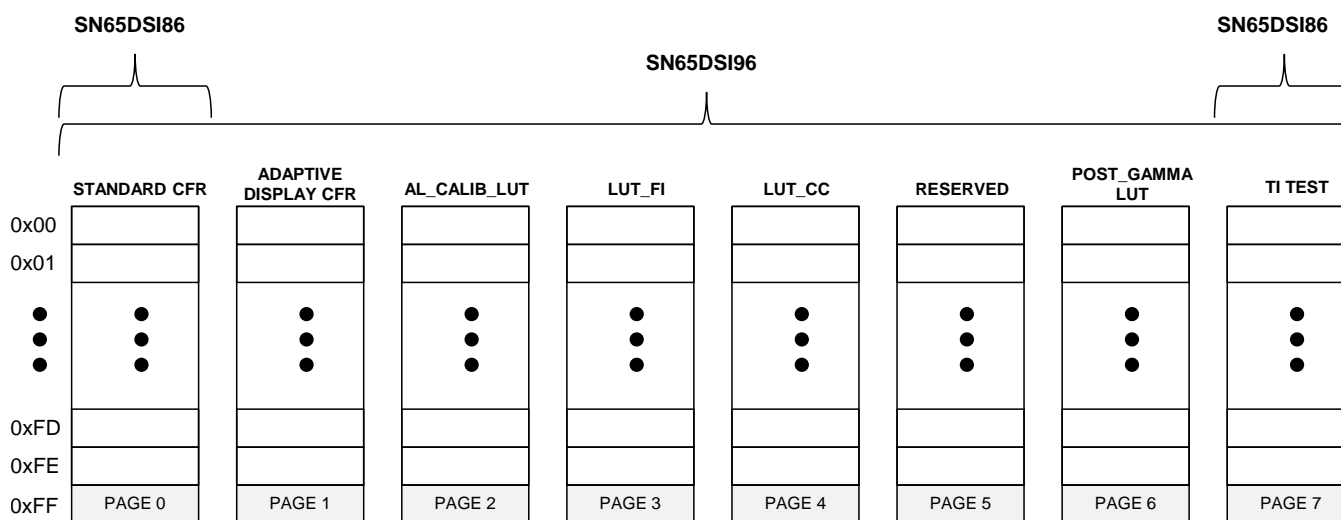 SN65DSI86
SN65DSI86
SN65DSI96
STANDARD CFR
ADAPTIVE
DISPLAY CFR
AL_CALIB_LUT
LUT_FI
LUT_CC
RESERVED
POST_GAMMA
LUT
TI TEST
0x00
0x01
0xFD
0xFE
0xFF
PAGE 0
PAGE 1
PAGE 2
PAGE 3
PAGE 4
PAGE 5
PAGE 6
PAGE 7